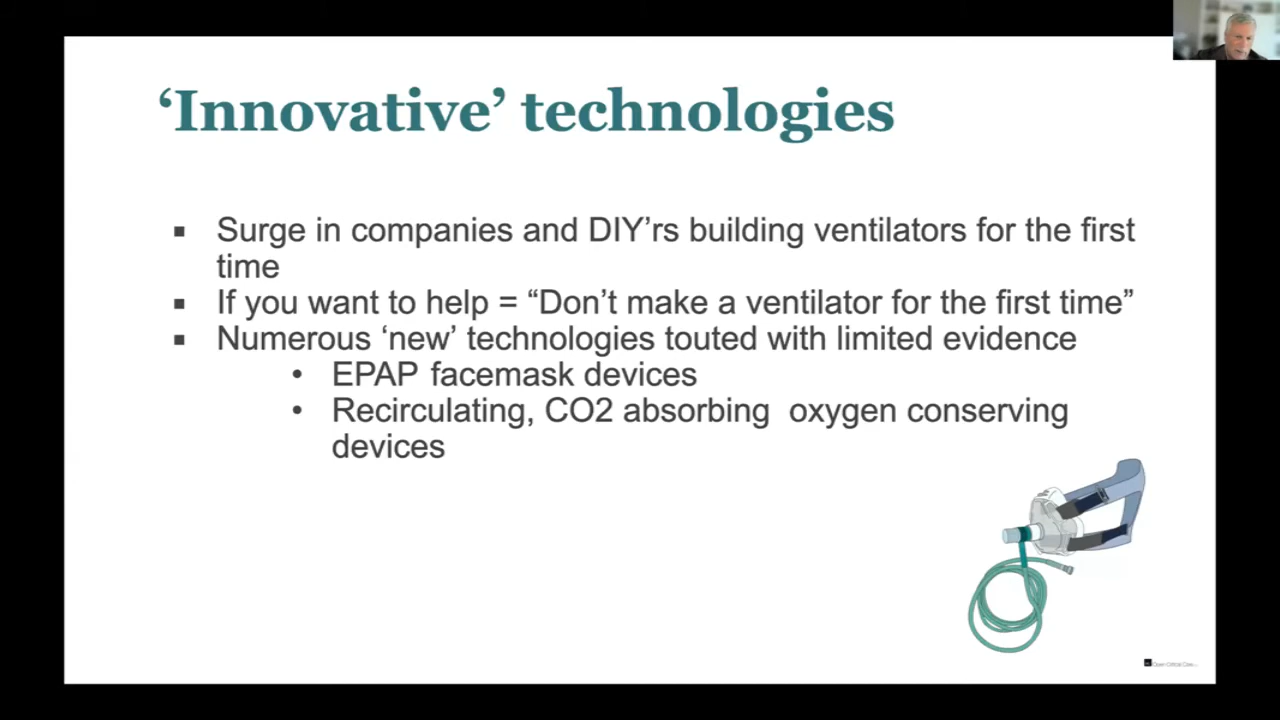 ‘Innovative’ technologies
▪ Surge in companies and DIY’rs building ventilators for the first
time
▪ If you want to help = “Don’t make a ventilator for the first time”
▪ Numerous ‘new’ technologies touted with limited evidence
• EPAP facemask devices
• Recirculating, CO2 absorbing oxygen conserving
devices